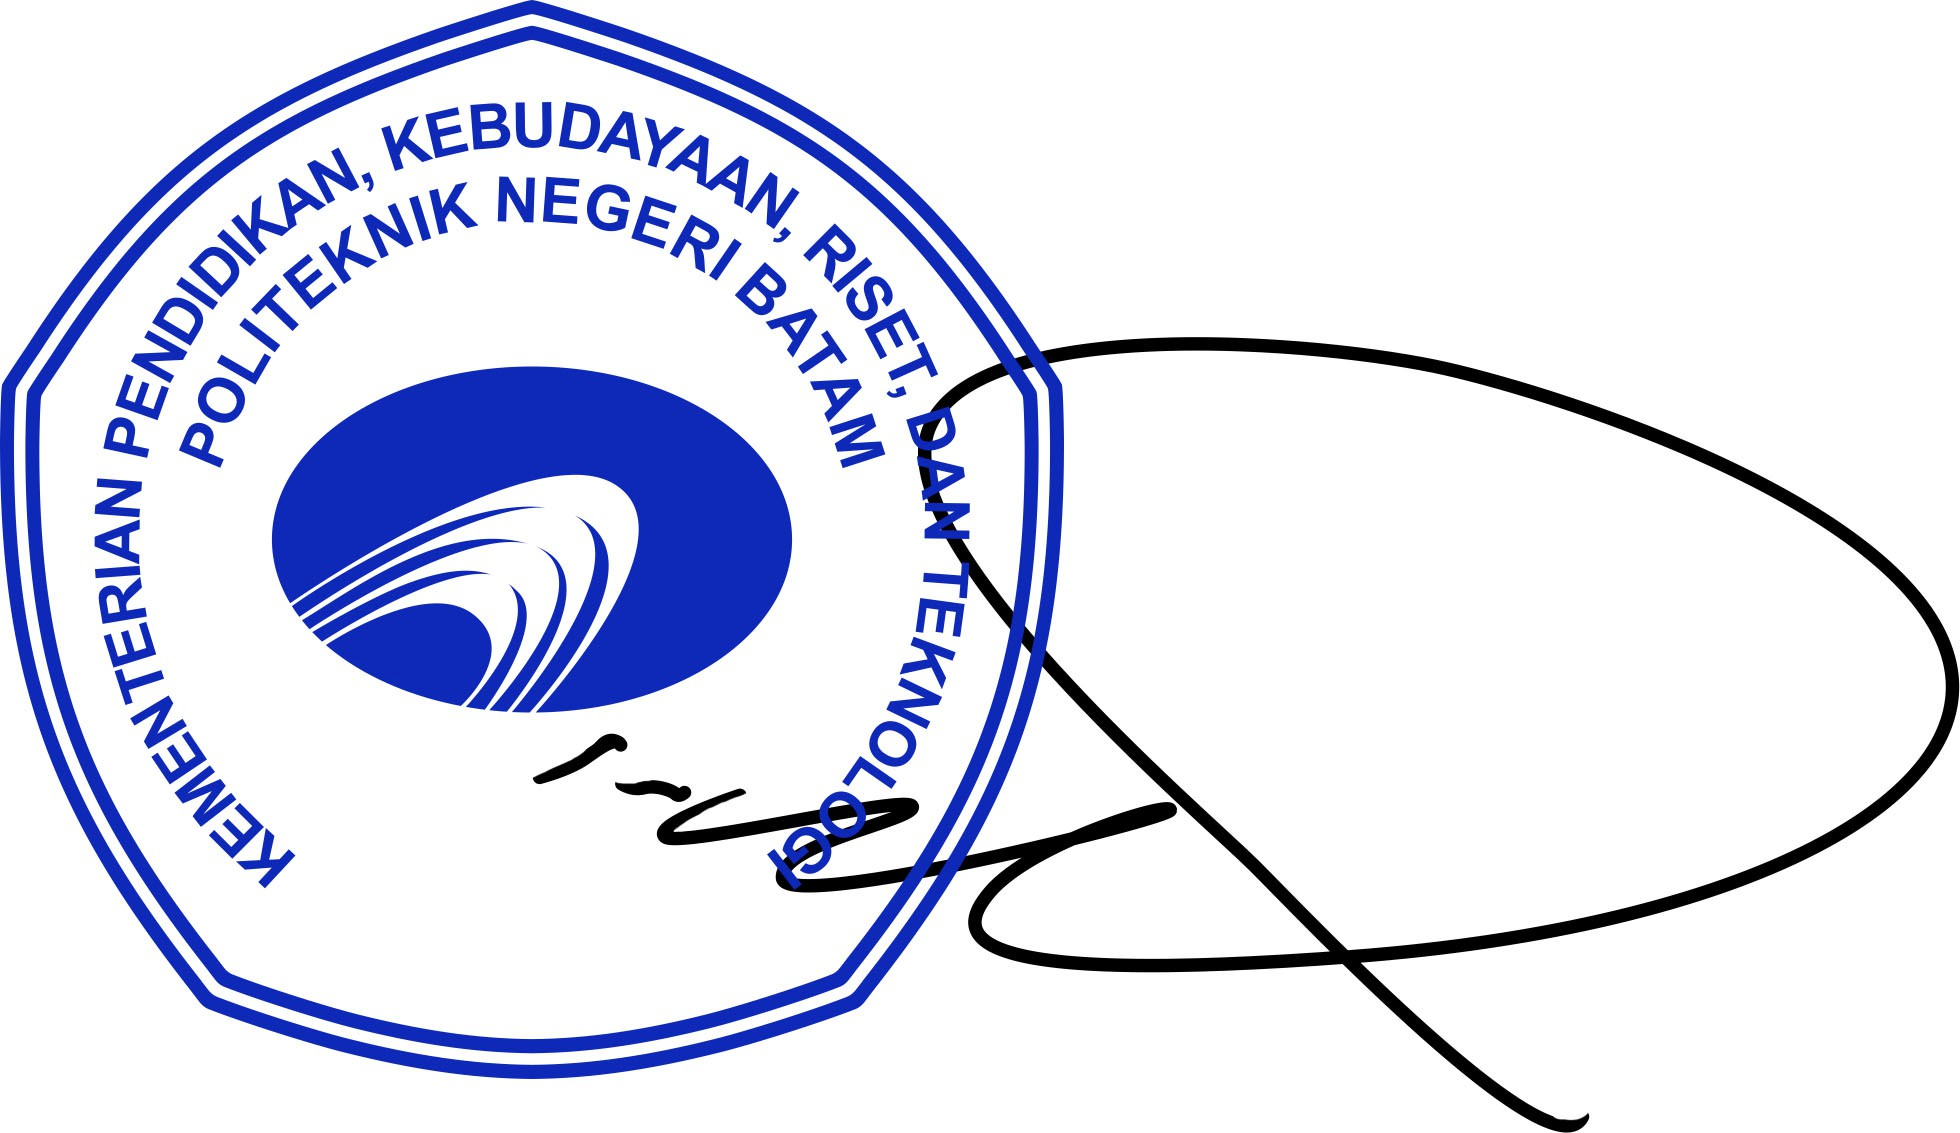 KEMENTERIAN PENDIDIKAN, KEBUDAYAAN, RISET, DAN TEKNOLOGI
POLITEKNIK NEGERI BATAM